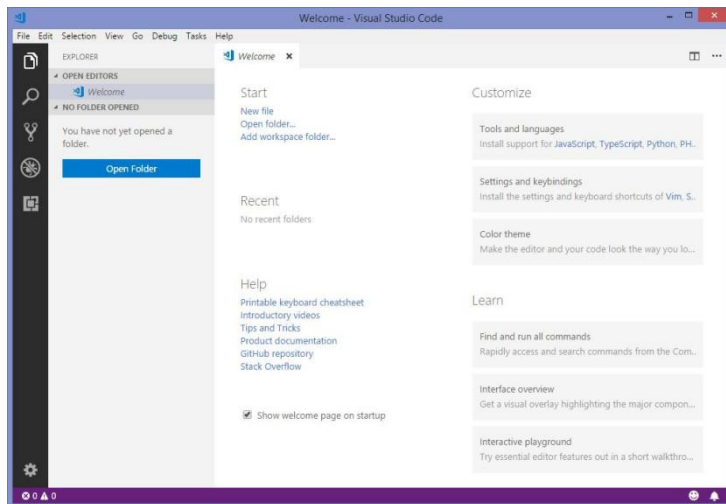 Welcome - Visual Studio Code
File Edit Selection View Go Debug Tasks Help
EXPLORER
OPEN EDITORS
Welcome
NO FOLDER OPENED
You have not yet opened a
folder.
Open Folder
Welcome
Start
New file
Open folder...
Add workspace folder...
Recent
No recent folders
Help
Printable keyboard cheatsheet
Introductory videos
Tips and Tricks
Product documentation
GitHub repository
Stack Overflow
Show welcome page on startup
Customize
Tools and languages
Install support for JavaScript, TypeScript, Python, PH..
Settings and keybindings
Install the settings and keyboard shortcuts of Vim, S..
Color theme
Make the editor and your code look the way you lo...
Learn
Find and run all commands
Rapidly access and search commands from the Com..
Interface overview
Get a visual overlay highlighting the major compon...
Interactive playground
Try essential editor features out in a short walkthro...
0 0